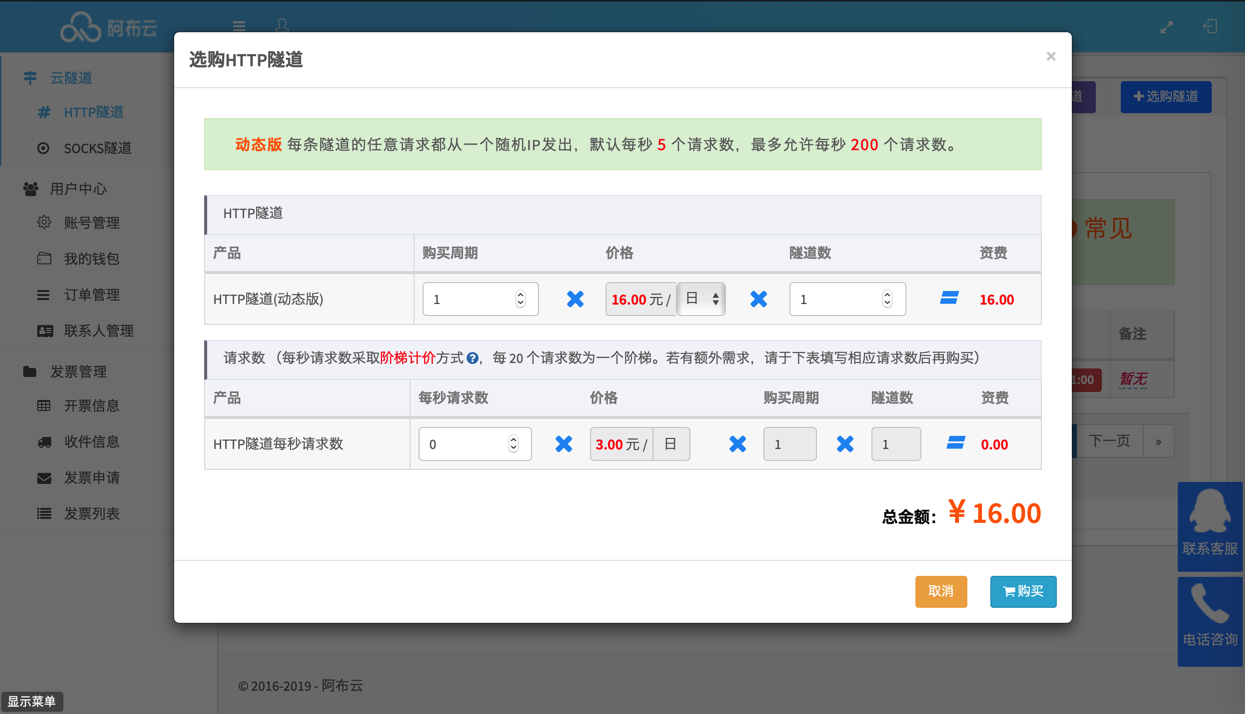 阿布云
选购HTTP隧道
×
云隧道
HTTP隧道
SOCKS隧道
用户中心
账号管理
我的钱包
订单管理
联系人管理
发票管理
开票信息
收件信息
发票申请
发票列表
道
选购隧道
动态版 每条隧道的任意请求都从一个随机IP发出，默认每秒 5 个请求数，最多允许每秒 200 个请求数。
HTTP隧道
产品 购买周期 价格 隧道数 资费
HTTP隧道(动态版) 1 16.00 元 / 日 1 16.00
请求数 （每秒请求数采取阶梯计价方式，每 20 个请求数为一个阶梯。若有额外需求，请于下表填写相应请求数后再购买）
产品 每秒请求数 价格 购买周期 隧道数 资费
HTTP隧道每秒请求数 0 3.00 元 / 日 1 1 0.00
总金额： ￥16.00
取消 购买
常见
备注
1:00 暂无
下一页 »
联系客服
电话咨询
© 2016-2019 - 阿布云
显示菜单